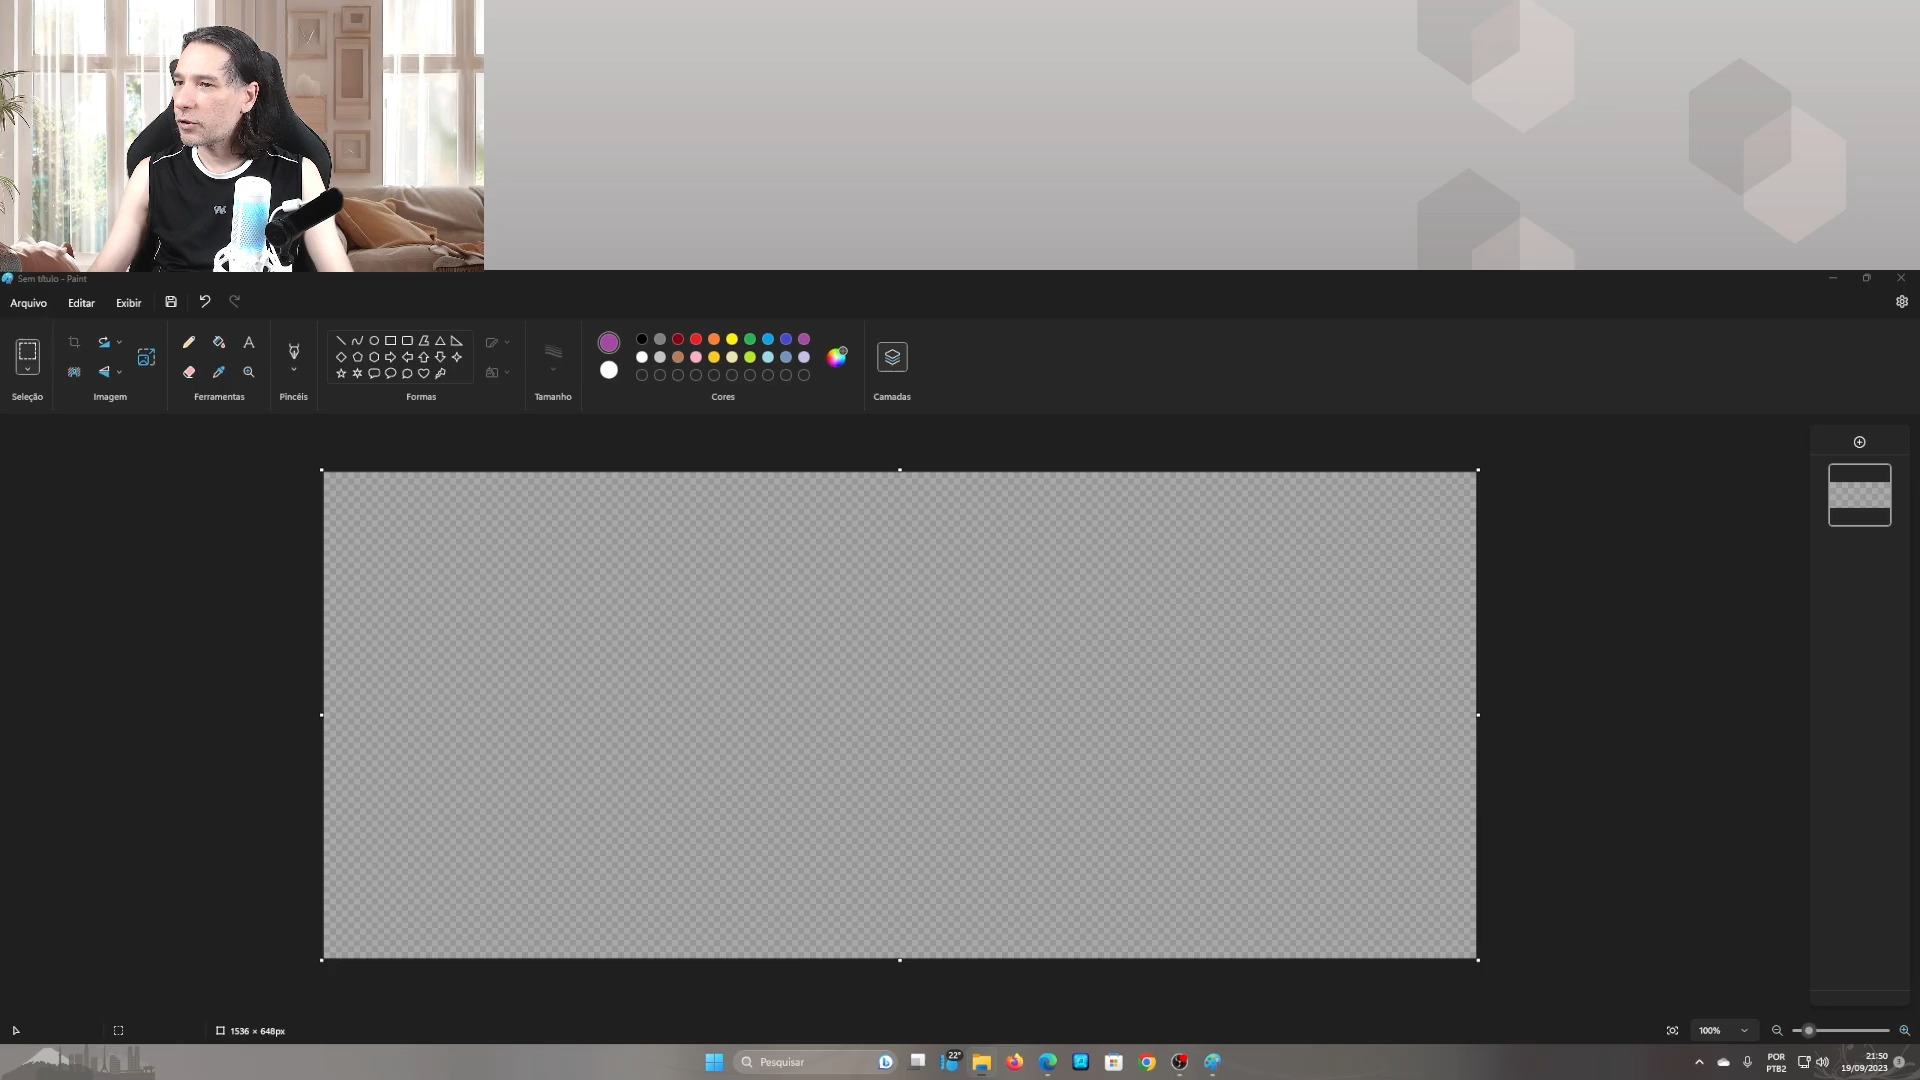 Sem título - Paint
Arquivo Editar Exibir
Seleção Imagem Ferramentas Pincéis Formas Tamanho Cores Camadas
1536 × 648px
100%
22°
Pesquisar
POR
PTB2
21:50
19/09/2023